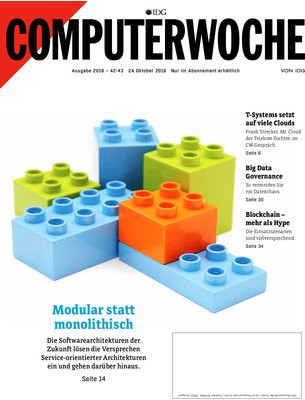 IDG
COMPUTERWOCHE
Ausgabe 2016 – 42-43 24. Oktober 2016 Nur im Abonnement erhältlich
VON IDG
T-Systems setzt
auf viele Clouds
Frank Strecker, Mr. Cloud
der Telekom-Tochter, im
CW-Gespräch.
Seite 6
Big Data
Governance
So vermeiden Sie
ein Datenchaos.
Seite 30
Blockchain –
mehr als Hype
Die Einsatzszenarien
sind vielversprechend.
Seite 34
Modular statt
monolithisch
Die Softwarearchitekturen der
Zukunft lösen die Versprechen
Service-orientierter Architekturen
ein und gehen darüber hinaus.
Seite 14